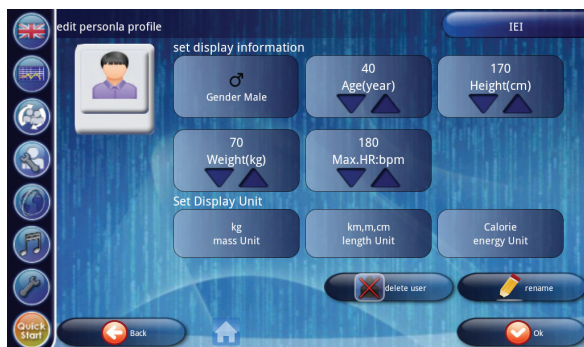 edit personla profile
IEI
set display information
Gender Male
40
Age(year)
170
Height(cm)
70
Weight(kg)
180
Max.HR:bpm
Set Display Unit
kg
mass Unit
km,m,cm
length Unit
Calorie
energy Unit
delete user
rename
Quick
Start
Back
Ok